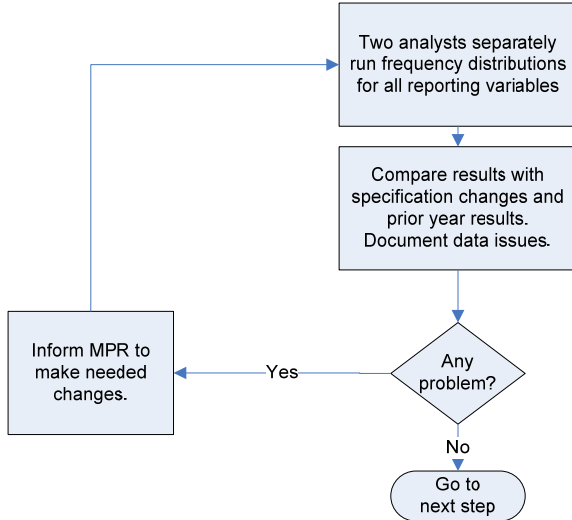 Two analysts separately
run frequency distributions
for all reporting variables
Compare results with
specification changes and
prior year results.
Document data issues.
Any
problem?
Yes
Inform MPR to
make needed
changes.
No
Go to
next step